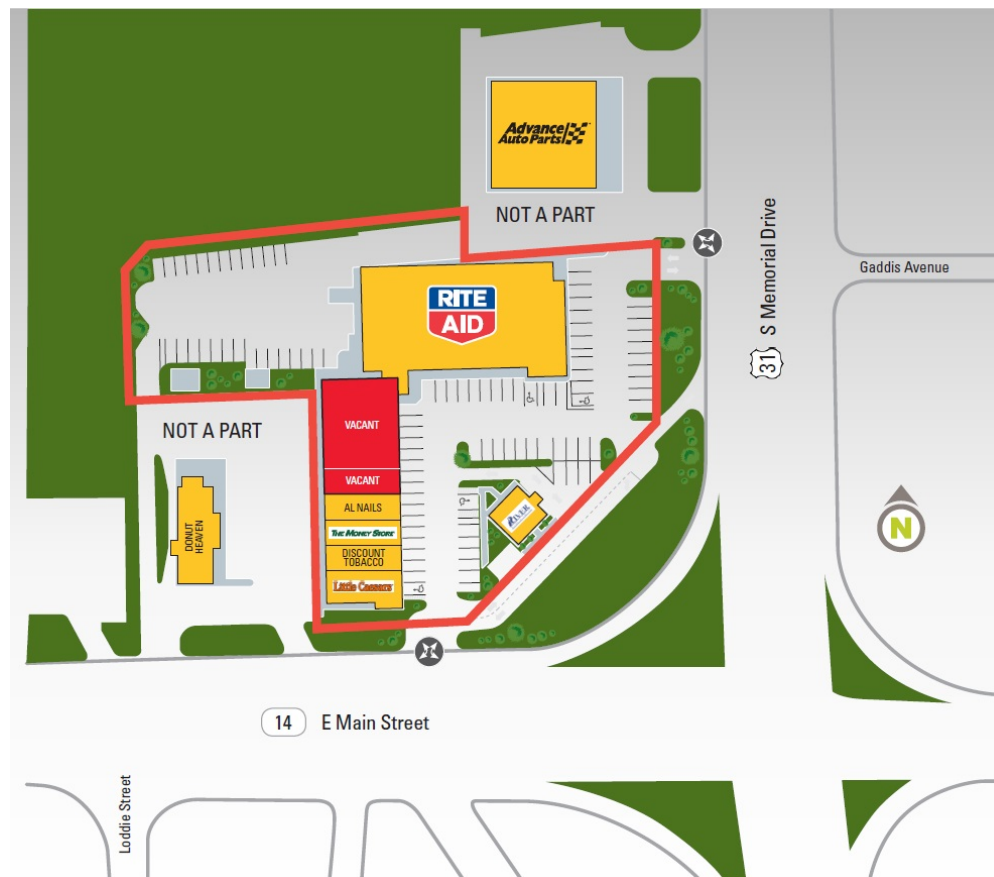 Advance
Auto Parts
NOT A PART
S Memorial Drive
31
Gaddis Avenue
RITE
AID
NOT A PART
VACANT
VACANT
AL NAILS
THE MONEY STORE
DISCOUNT
TOBACCO
Little Caesars
DONUT
HEAVEN
RIVER
N
14 E Main Street
Loddie Street